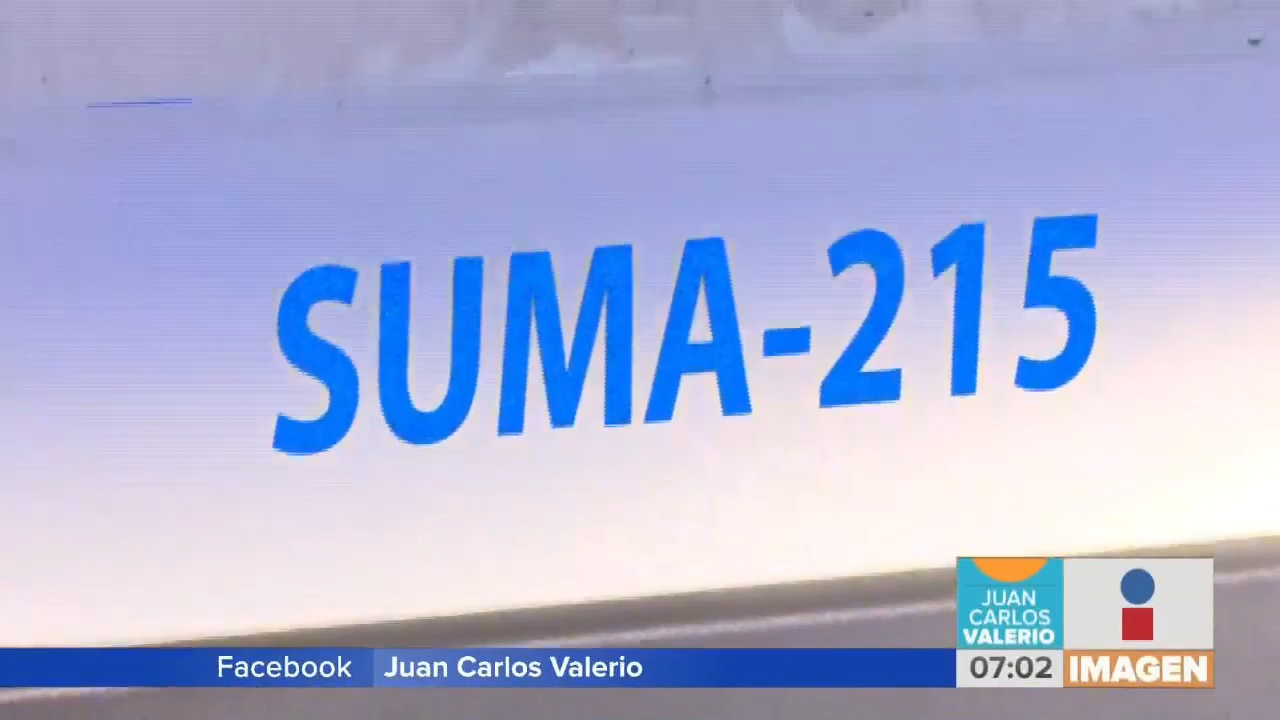 SUMA-215
Facebook
Juan Carlos Valerio
JUAN
CARLOS
VALERIO
07:02
IMAGEN